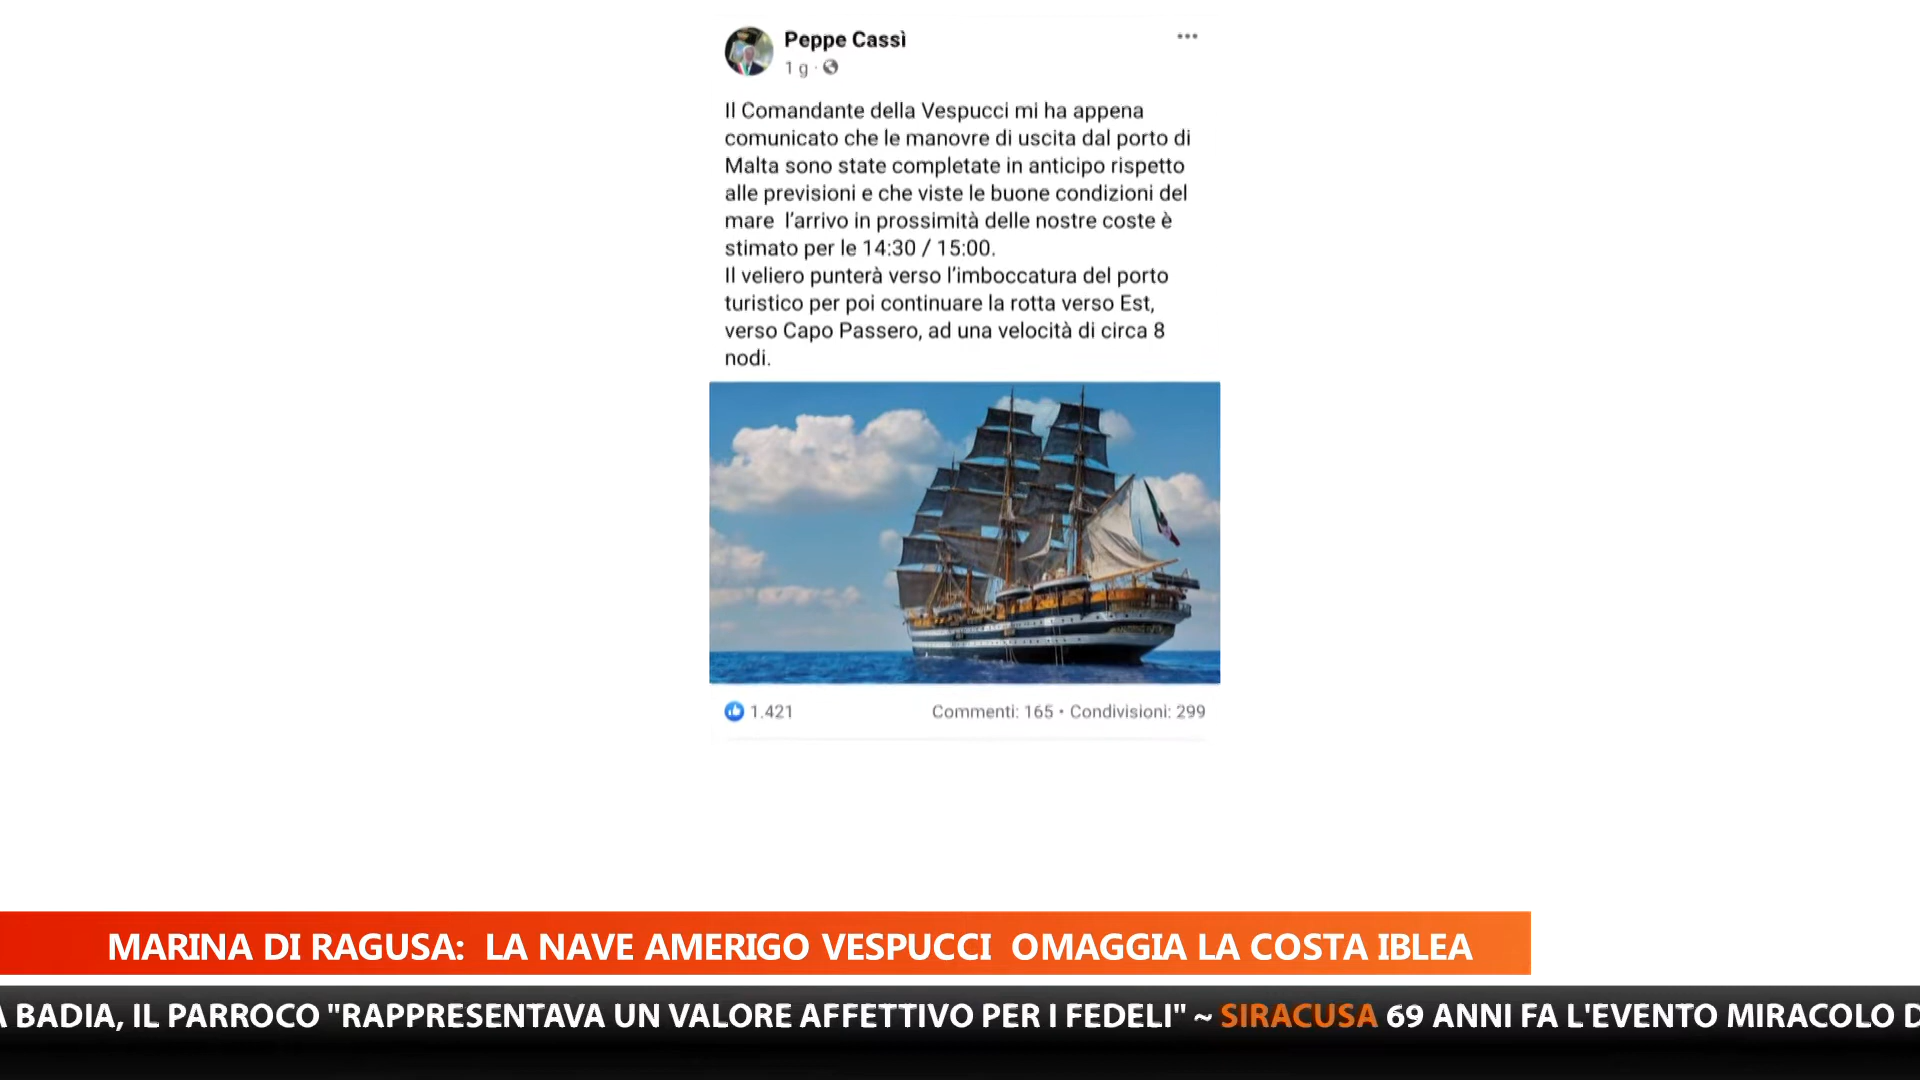 Peppe Cassì
1 g ·
Il Comandante della Vespucci mi ha appena
comunicato che le manovre di uscita dal porto di
Malta sono state completate in anticipo rispetto
alle previsioni e che viste le buone condizioni del
mare  l'arrivo in prossimità delle nostre coste è
stimato per le 14:30 / 15:00.
Il veliero punterà verso l'imboccatura del porto
turistico per poi continuare la rotta verso Est,
verso Capo Passero, ad una velocità di circa 8
nodi.
1.421 Commenti: 165 • Condivisioni: 299
MARINA DI RAGUSA:  LA NAVE AMERIGO VESPUCCI  OMAGGIA LA COSTA IBLEA
A BADIA, IL PARROCO "RAPPRESENTAVA UN VALORE AFFETTIVO PER I FEDELI" ~ SIRACUSA 69 ANNI FA L'EVENTO MIRACOLO D